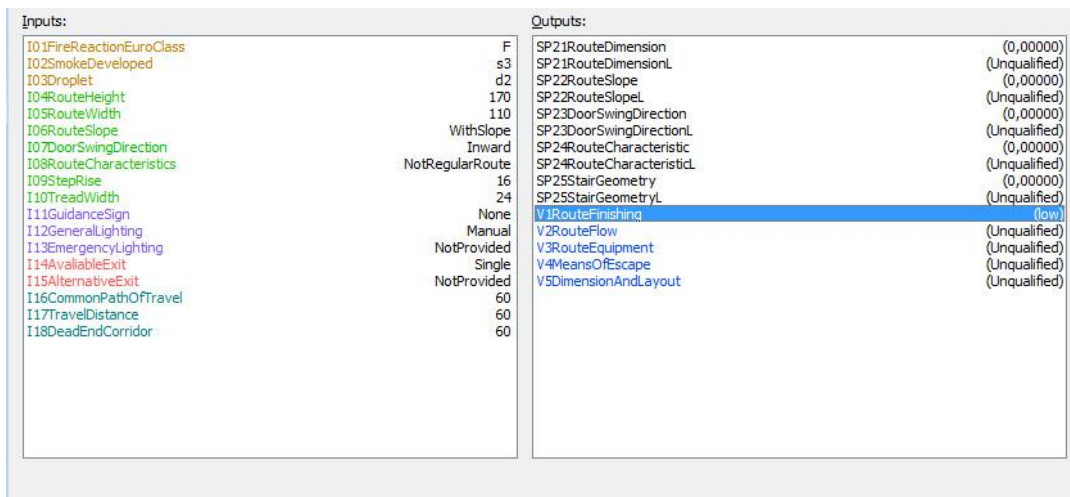 Inputs:
I01FireReactionEuroClass F
I02SmokeDeveloped s3
I03Droplet d2
I04RouteHeight 170
I05RouteWidth 110
I06RouteSlope WithSlope
I07DoorSwingDirection Inward
I08RouteCharacteristics NotRegularRoute
I09StepRise 16
I10TreadWidth 24
I11GuidanceSign None
I12GeneralLighting Manual
I13EmergencyLighting NotProvided
I14AvaliableExit Single
I15AlternativeExit NotProvided
I16CommonPathOfTravel 60
I17TravelDistance 60
I18DeadEndCorridor 60
Outputs:
SP21RouteDimension (0,00000)
SP21RouteDimensionL (Unqualified)
SP22RouteSlope (0,00000)
SP22RouteSlopeL (Unqualified)
SP23DoorSwingDirection (0,00000)
SP23DoorSwingDirectionL (Unqualified)
SP24RouteCharacteristic (0,00000)
SP24RouteCharacteristicL (Unqualified)
SP25StairGeometry (0,00000)
SP25StairGeometryL (Unqualified)
V1RouteFinishing (low)
V2RouteFlow (Unqualified)
V3RouteEquipment (Unqualified)
V4MeansOfEscape (Unqualified)
V5DimensionAndLayout (Unqualified)